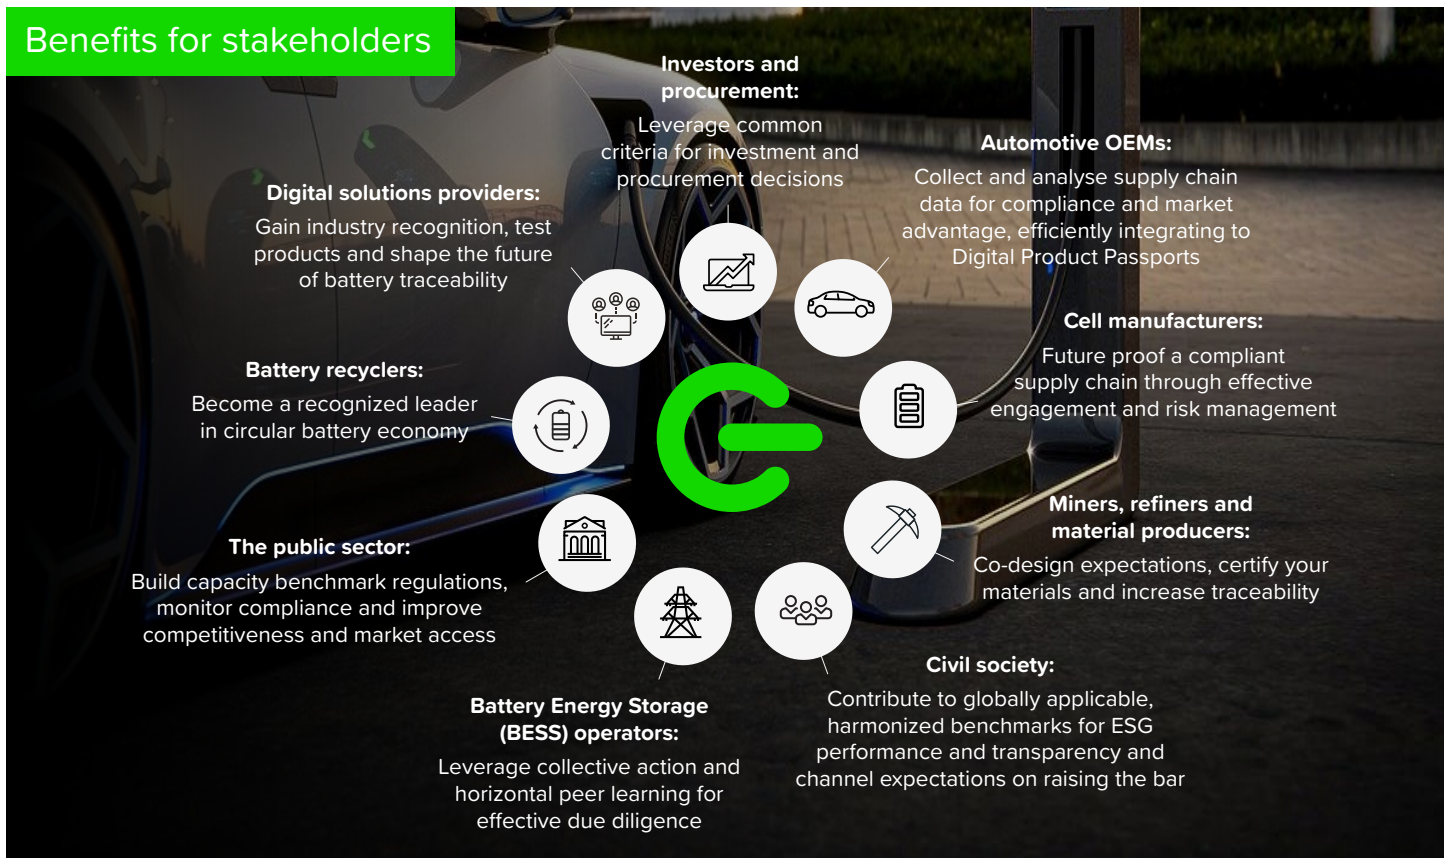 Benefits for stakeholders
Investors and
procurement:
Leverage common
criteria for investment and
procurement decisions
Automotive OEMs:
Collect and analyse supply chain
data for compliance and market
advantage, efficiently integrating to
Digital Product Passports
Cell manufacturers:
Future proof a compliant
supply chain through effective
engagement and risk management
Miners, refiners and
material producers:
Co-design expectations, certify your
materials and increase traceability
Civil society:
Contribute to globally applicable,
harmonized benchmarks for ESG
performance and transparency and
channel expectations on raising the bar
Battery Energy Storage
(BESS) operators:
Leverage collective action and
horizontal peer learning for
effective due diligence
The public sector:
Build capacity benchmark regulations,
monitor compliance and improve
competitiveness and market access
Battery recyclers:
Become a recognized leader
in circular battery economy
Digital solutions providers:
Gain industry recognition, test
products and shape the future
of battery traceability